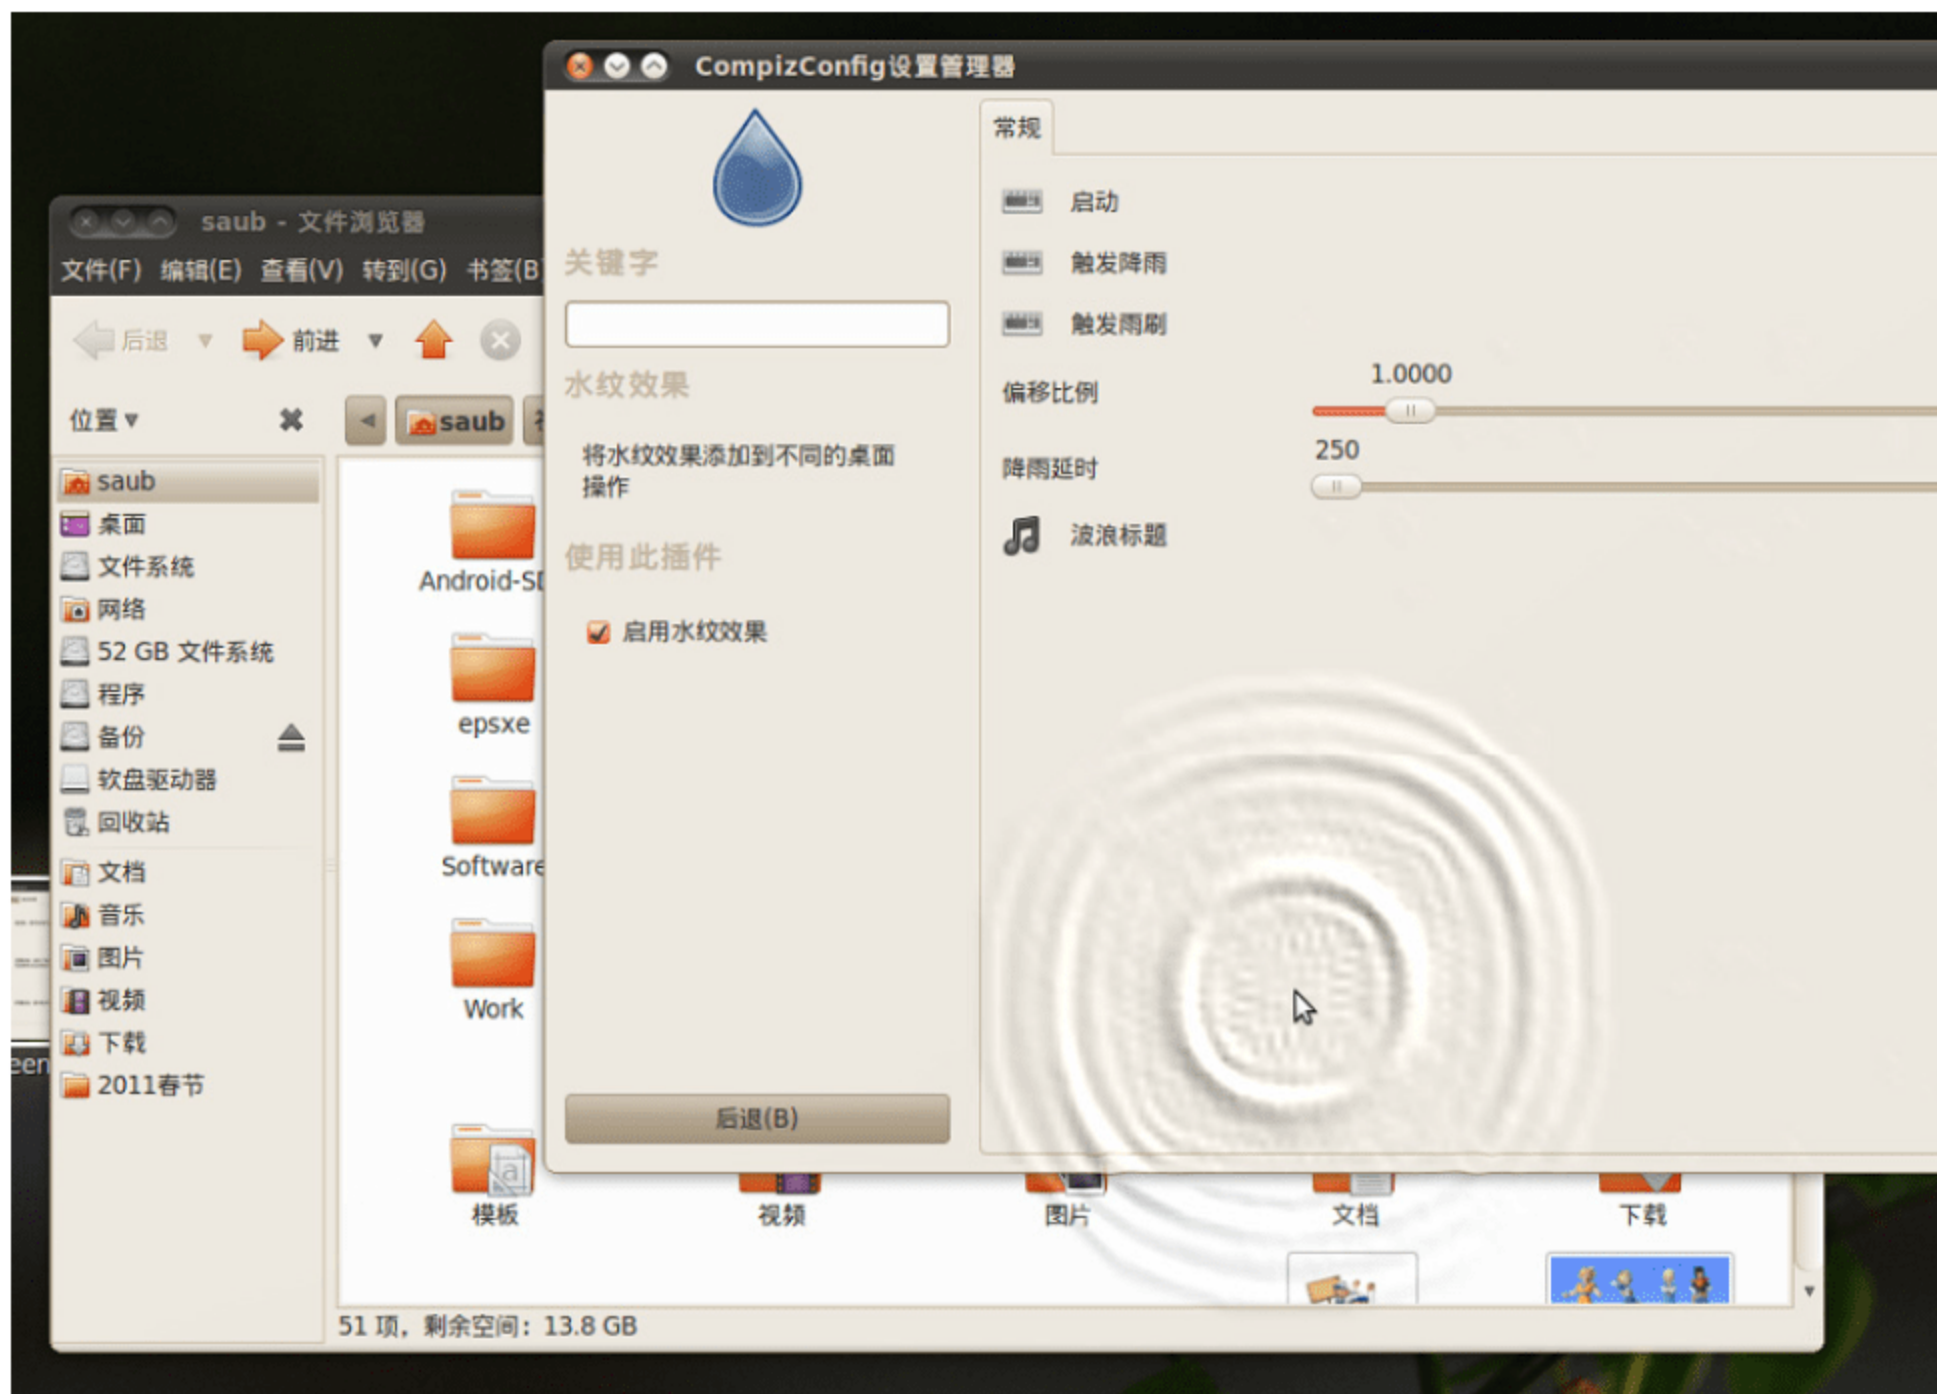 CompizConfig设置管理器
常规
关键字
水纹效果
将水纹效果添加到不同的桌面
操作
使用此插件
启用水纹效果
后退(B)
启动
触发降雨
触发雨刷
1.0000
偏移比例
250
降雨延时
波浪标题
saub - 文件浏览器
文件(F) 编辑(E) 查看(V) 转到(G) 书签(B
后退 前进
位置
saub
saub
桌面
文件系统
网络
52 GB 文件系统
程序
备份
软盘驱动器
回收站
文档
音乐
图片
视频
下载
2011春节
Android-SD
epsxe
Software
Work
模板 视频 图片 文档 下载
51 项，剩余空间：13.8 GB
een